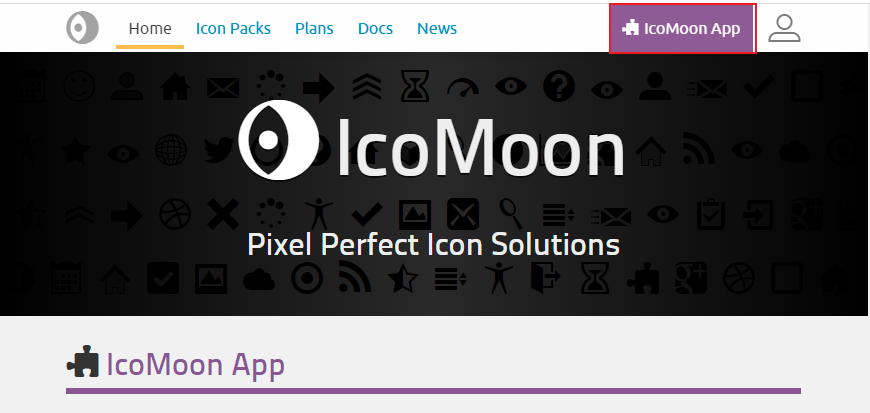 Home Icon Packs Plans Docs News IcoMoon App
IcoMoon
Pixel Perfect Icon Solutions
IcoMoon App